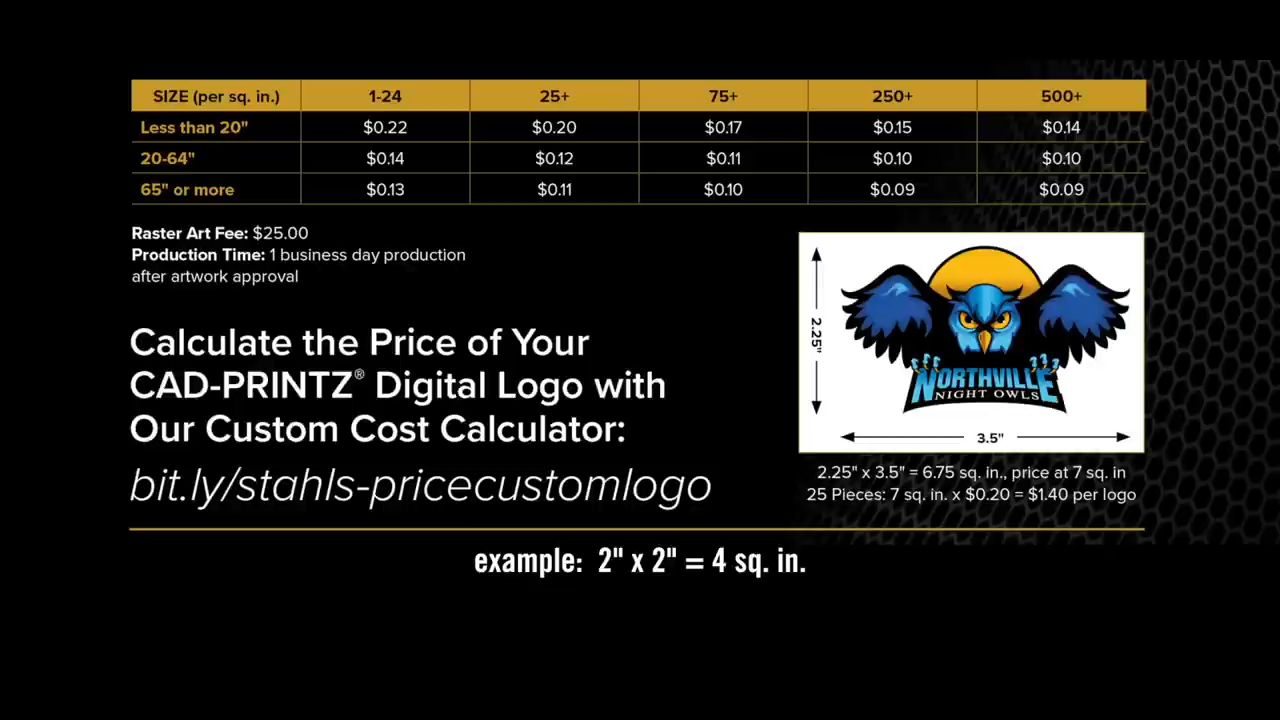 SIZE (per sq. in.) 1-24 25+ 75+ 250+ 500+
Less than 20" $0.22 $0.20 $0.17 $0.15 $0.14
20-64" $0.14 $0.12 $0.11 $0.10 $0.10
65" or more $0.13 $0.11 $0.10 $0.09 $0.09
Raster Art Fee: $25.00
Production Time: 1 business day production
after artwork approval
Calculate the Price of Your
CAD-PRINTZ® Digital Logo with
Our Custom Cost Calculator:
bit.ly/stahls-pricecustomlogo
2.25"
NORTHVILLE
NIGHT OWLS
3.5"
2.25" x 3.5" = 6.75 sq. in., price at 7 sq. in
25 Pieces: 7 sq. in. x $0.20 = $1.40 per logo
example: 2" x 2" = 4 sq. in.